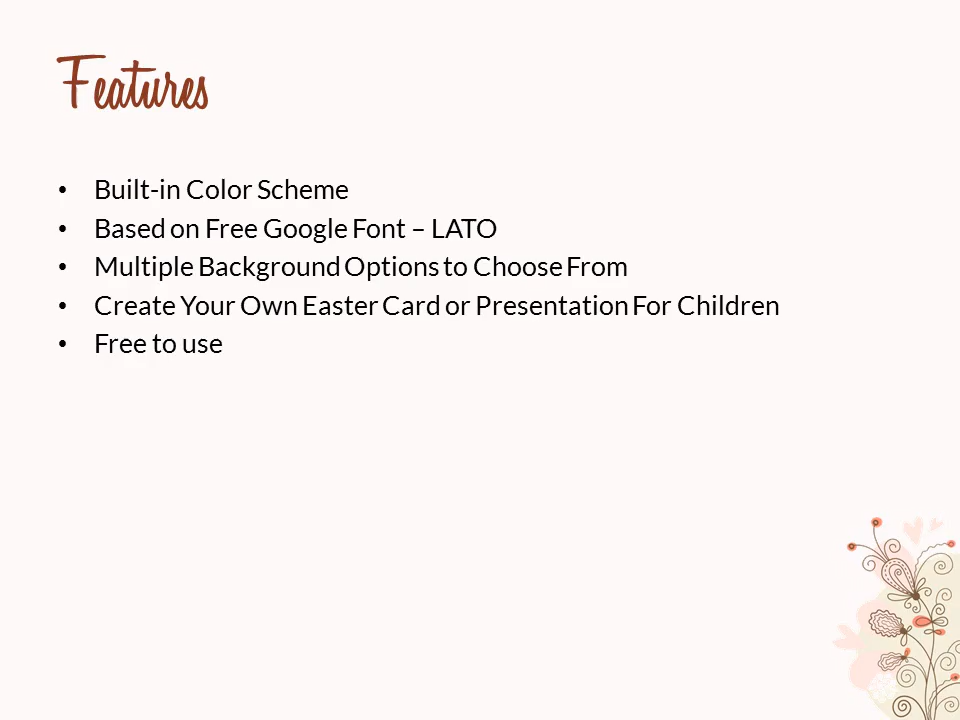 Features
• Built-in Color Scheme
• Based on Free Google Font – LATO
• Multiple Background Options to Choose From
• Create Your Own Easter Card or Presentation For Children
• Free to use